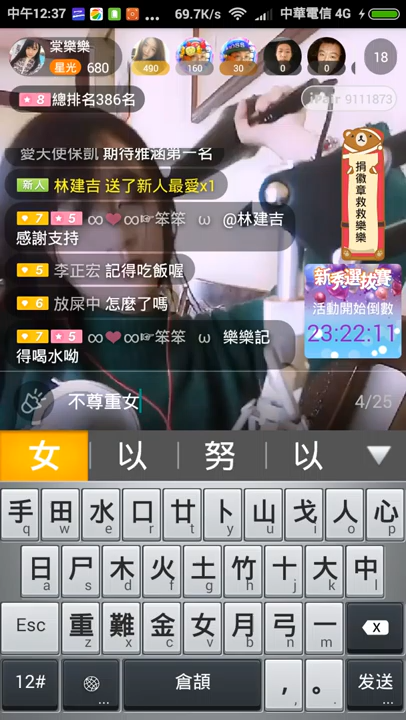 中午12:37 ... 69.7K/s 中華電信 4G
棠樂樂
星光 680
490 160 30 0 0 18
8 總排名386名
9111873
愛天使保凱 期待雅涵第一名
新人 林建吉 送了新人最愛x1
7 5 ∞❤∞☞笨笨 ω @林建吉
感謝支持
5 李正宏 記得吃飯喔
6 放屎中 怎麼了嗎
7 5 ∞❤∞☞笨笨 ω 樂樂記
得喝水呦
捐徽章救救樂樂
新秀選拔賽
活動開始倒數
23:22:11
不尊重女 4/25
女 以 努 以
手 田 水 口 廿 卜 山 戈 人 心
q w e r t y u i o p
日 尸 木 火 土 竹 十 大 中
a s d f g h j k l
Esc 重 難 金 女 月 弓 一
z x c v b n m
12# 倉頡 , 。 发送